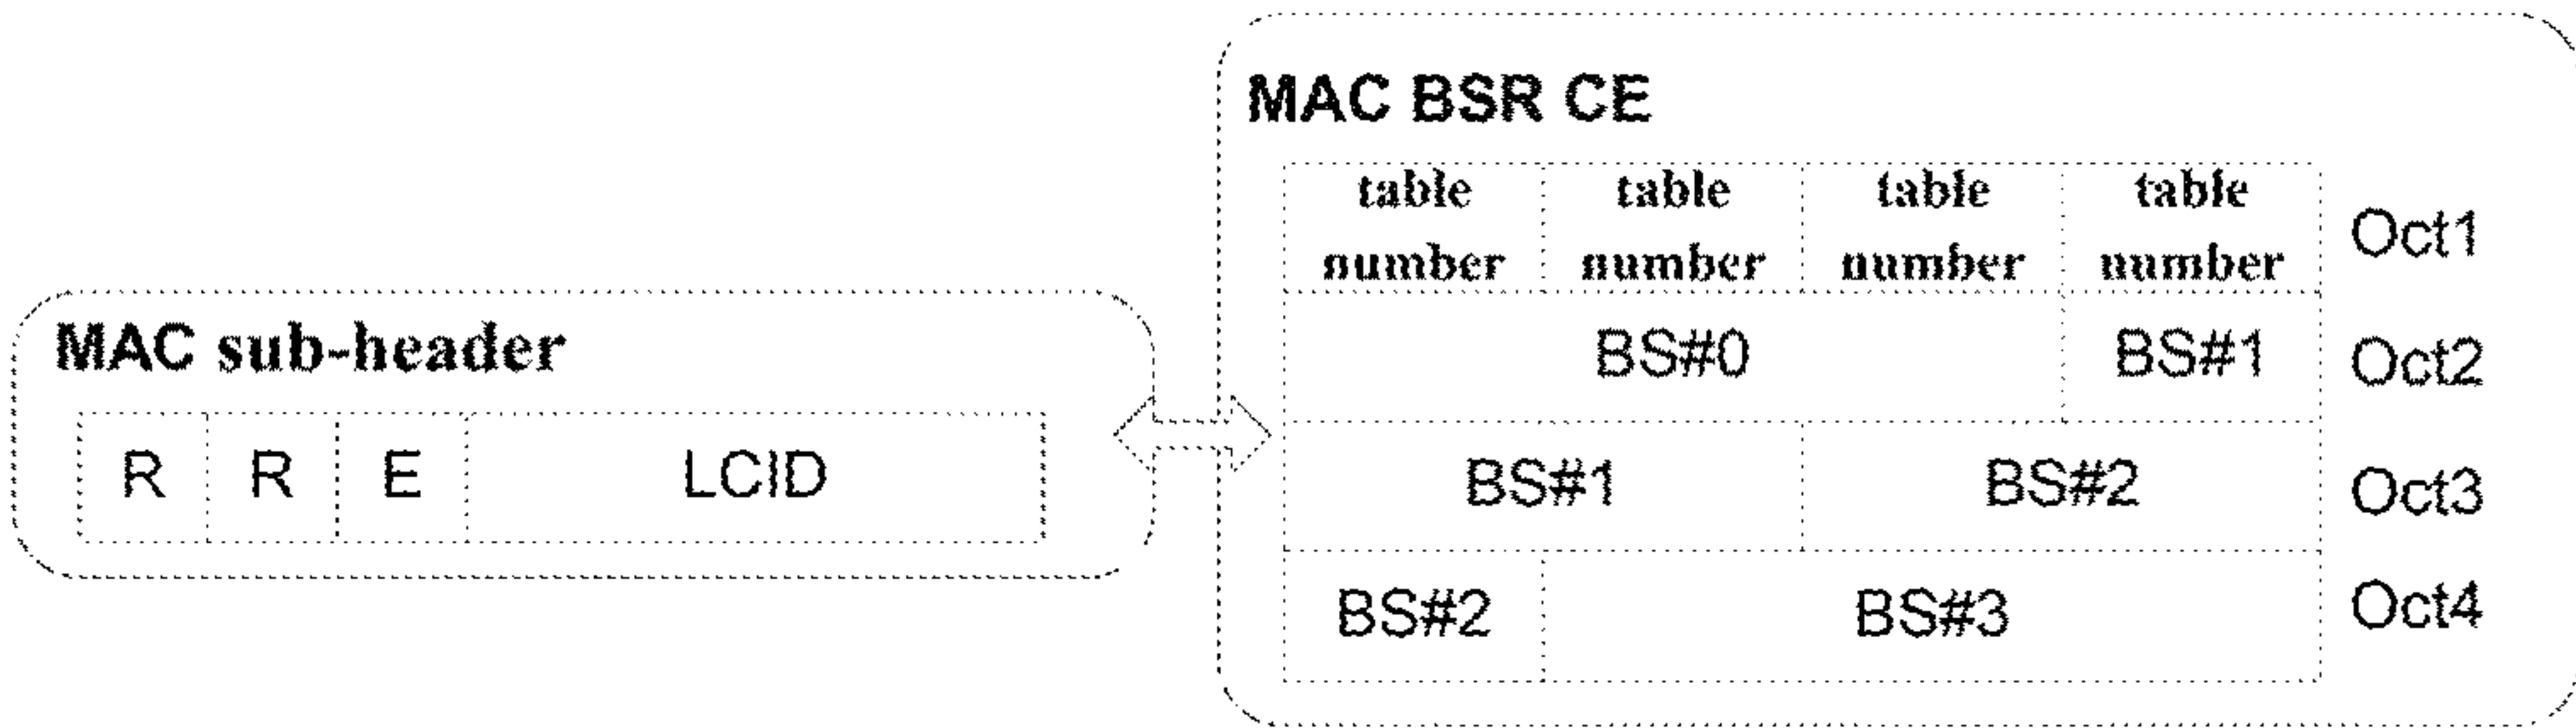 MAC BSR CE
table number table number table number table number Oct1
BS#0 BS#1 Oct2
BS#1 BS#2 Oct3
BS#2 BS#3 Oct4
MAC sub-header
R R E LCID